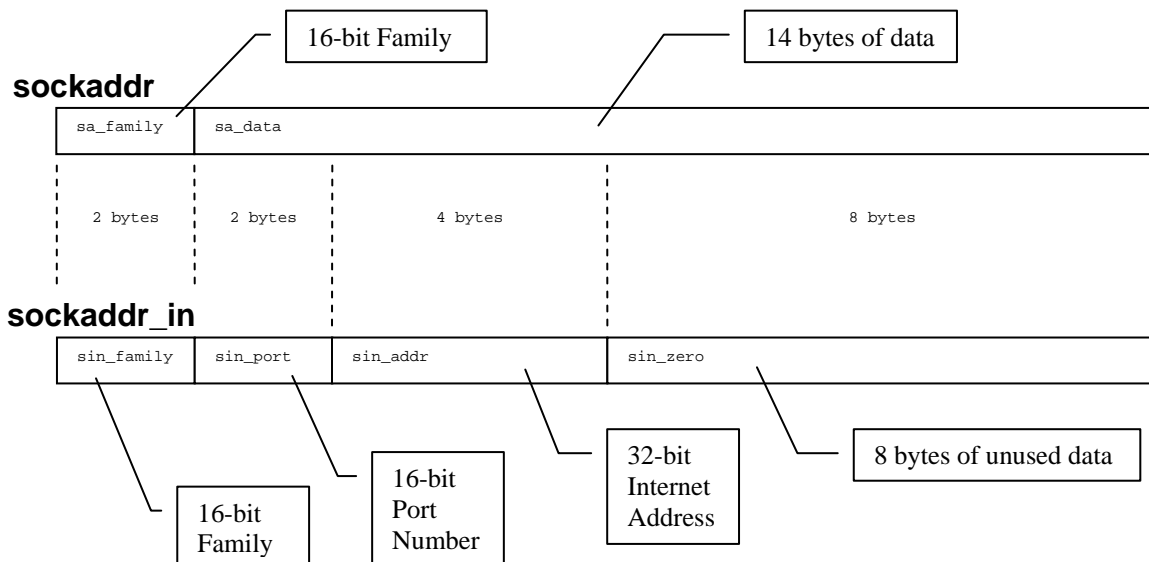 16-bit Family
14 bytes of data
sockaddr
sa_family
sa_data
2 bytes
2 bytes
4 bytes
8 bytes
sockaddr_in
sin_family
sin_port
sin_addr
sin_zero
16-bit
Family
16-bit
Port
Number
32-bit
Internet
Address
8 bytes of unused data